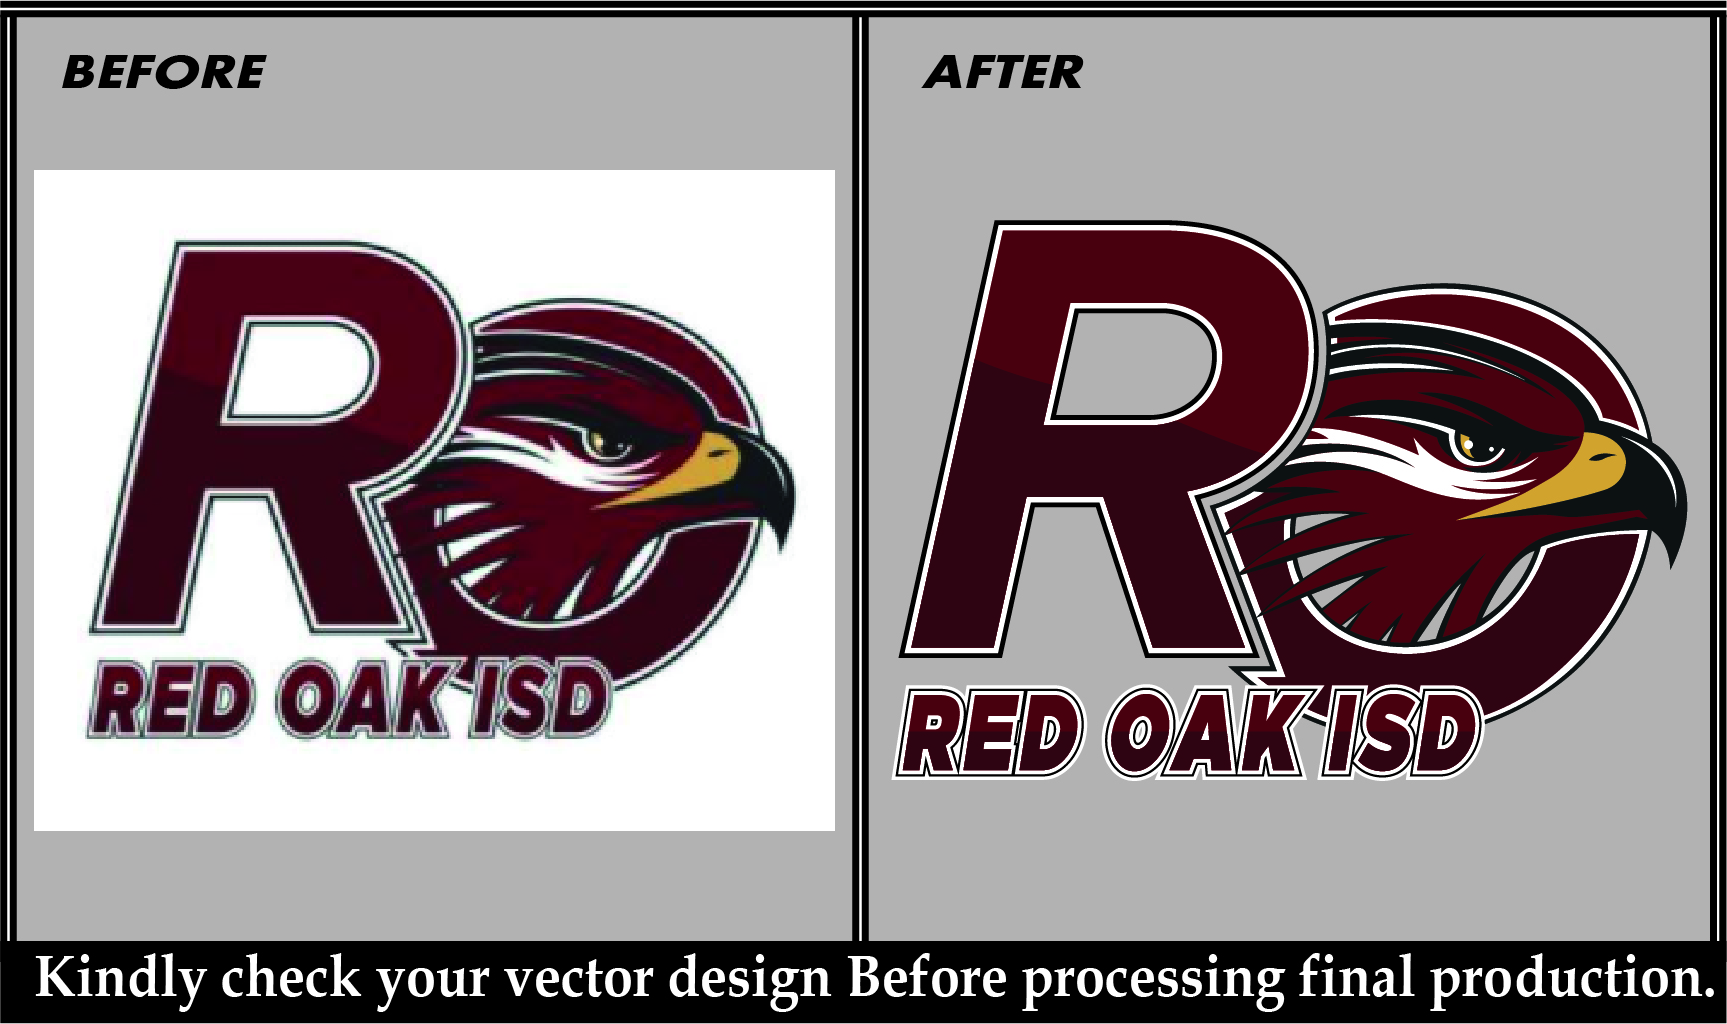 BEFORE
AFTER
RO
RED OAK ISD
RO
RED OAK ISD
Kindly check your vector design Before processing final production.